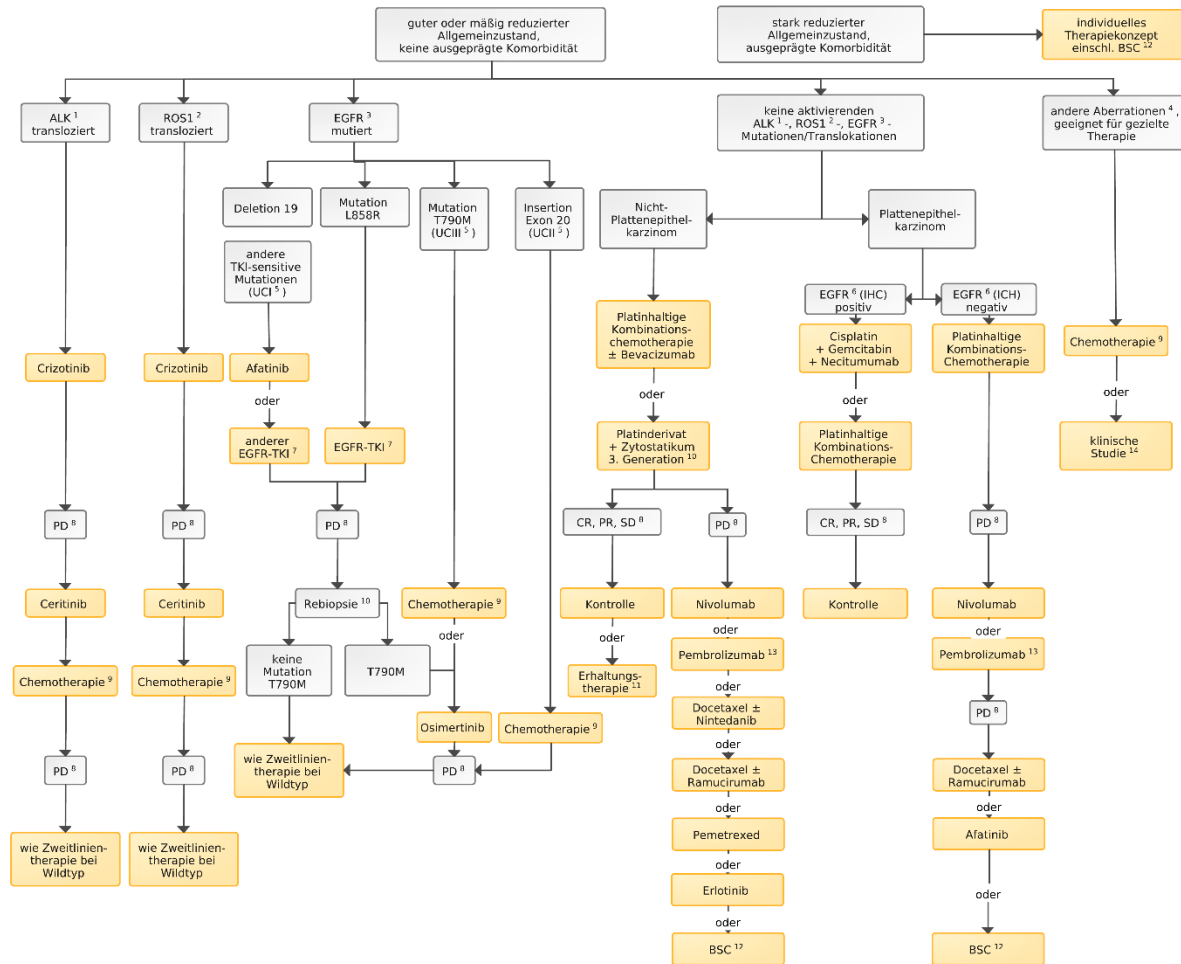 guter oder mäßig reduzierter
Allgemeinzustand,
keine ausgeprägte Komorbidität
stark reduzierter
Allgemeinzustand,
ausgeprägte Komorbidität
individuelles
Therapiekonzept
einschl. BSC 12
ALK 1
transloziert
ROS1 2
transloziert
EGFR 3
mutiert
keine aktivierenden
ALK 1 -, ROS1 2 -, EGFR 3 -
Mutationen/Translokationen
andere Aberrationen 4 ,
geeignet für gezielte
Therapie
Deletion 19
Mutation
L858R
Mutation
T790M
(UCIII 5 )
Insertion
Exon 20
(UCII 5 )
Nicht-
Plattenepithel-
karzinom
Plattenepithel-
karzinom
andere
TKI-sensitive
Mutationen
(UCI 5 )
EGFR 6 (IHC)
positiv
EGFR 6 (ICH)
negativ
Crizotinib
Crizotinib
Afatinib
Platinhaltige
Kombinations-
chemotherapie
± Bevacizumab
Cisplatin
+ Gemcitabin
+ Necitumumab
Platinhaltige
Kombinations-
Chemotherapie
Chemotherapie 9
oder
oder
oder
oder
anderer
EGFR-TKI 7
EGFR-TKI 7
Platinderivat
+ Zytostatikum
3. Generation 10
Platinhaltige
Kombinations-
Chemotherapie
klinische
Studie 14
PD 8
PD 8
PD 8
CR, PR, SD 8
PD 8
CR, PR, SD 8
PD 8
Ceritinib
Ceritinib
Rebiopsie 10
Chemotherapie 9
Kontrolle
Nivolumab
Kontrolle
Nivolumab
oder
oder
oder
oder
Chemotherapie 9
Chemotherapie 9
keine
Mutation
T790M
T790M
Erhaltungs-
therapie 11
Pembrolizumab 13
Pembrolizumab 13
oder
Osimertinib
Chemotherapie 9
Docetaxel ±
Nintedanib
PD 8
oder
PD 8
PD 8
wie Zweitlinien-
therapie bei
Wildtyp
PD 8
Docetaxel ±
Ramucirumab
Docetaxel ±
Ramucirumab
oder
oder
wie Zweitlinien-
therapie bei
Wildtyp
wie Zweitlinien-
therapie bei
Wildtyp
Pemetrexed
Afatinib
oder
Erlotinib
oder
oder
BSC 12
BSC 12